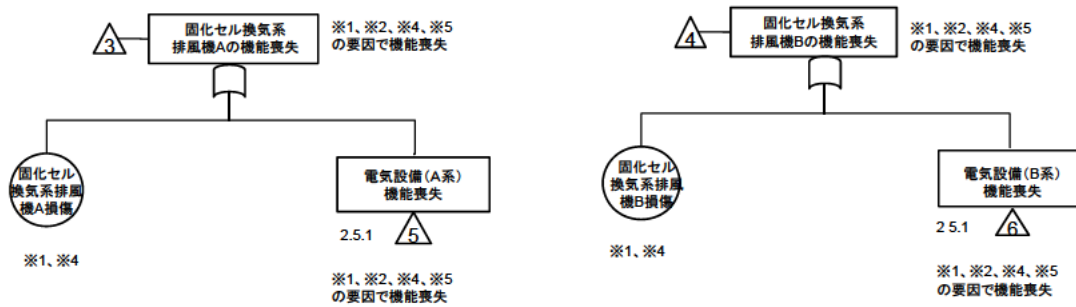 3
固化セル換気系
排風機Aの機能喪失
※1、※2、※4、※5
の要因で機能喪失
固化セル
換気系排風
機A損傷
※1、※4
電気設備(A系)
機能喪失
2.5.1
5
※1、※2、※4、※5
の要因で機能喪失
4
固化セル換気系
排風機Bの機能喪失
※1、※2、※4、※5
の要因で機能喪失
固化セル
換気系排風
機B損傷
※1、※4
電気設備(B系)
機能喪失
2 5.1
6
※1、※2、※4、※5
の要因で機能喪失